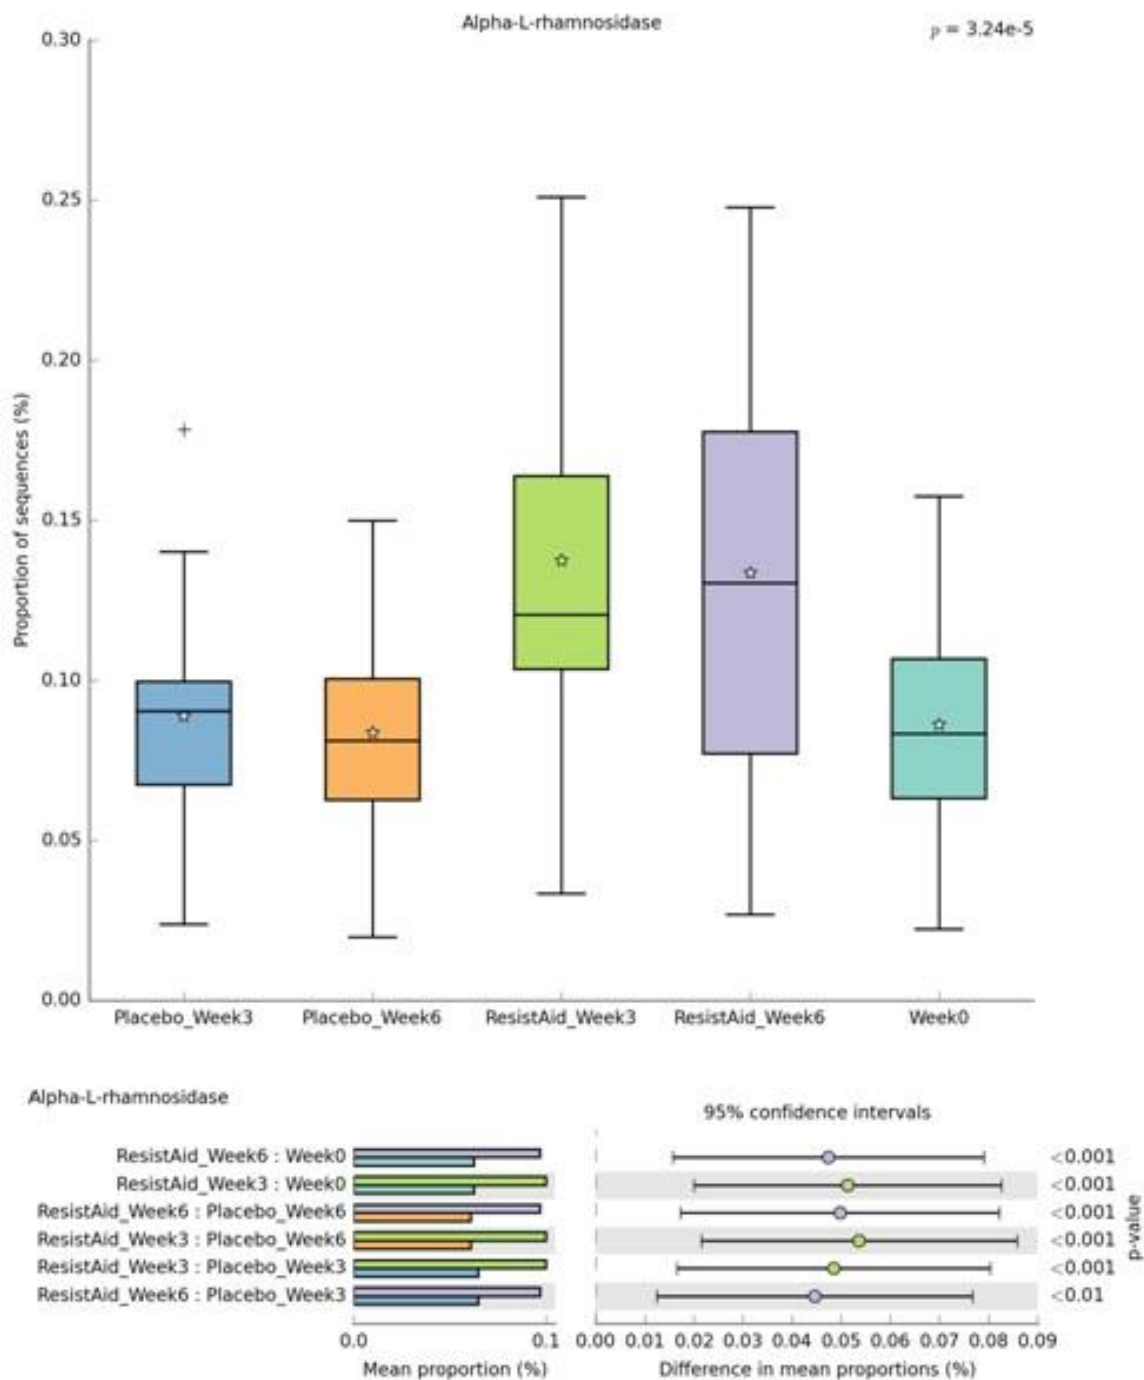 Alpha-L-rhamnosidase
p = 3.24e-5
0.30
0.25
0.20
0.15
0.10
0.05
0.00
Proportion of sequences (%)
Placebo_Week3 Placebo_Week6 ResistAid_Week3 ResistAid_Week6 Week0
Alpha-L-rhamnosidase
95% confidence intervals
ResistAid_Week6 : Week0 <0.001
ResistAid_Week3 : Week0 <0.001
ResistAid_Week6 : Placebo_Week6 <0.001
ResistAid_Week3 : Placebo_Week6 <0.001
ResistAid_Week3 : Placebo_Week3 <0.001
ResistAid_Week6 : Placebo_Week3 <0.01
p-value
0.0 0.1 0.00 0.01 0.02 0.03 0.04 0.05 0.06 0.07 0.08 0.09
Mean proportion (%) Difference in mean proportions (%)